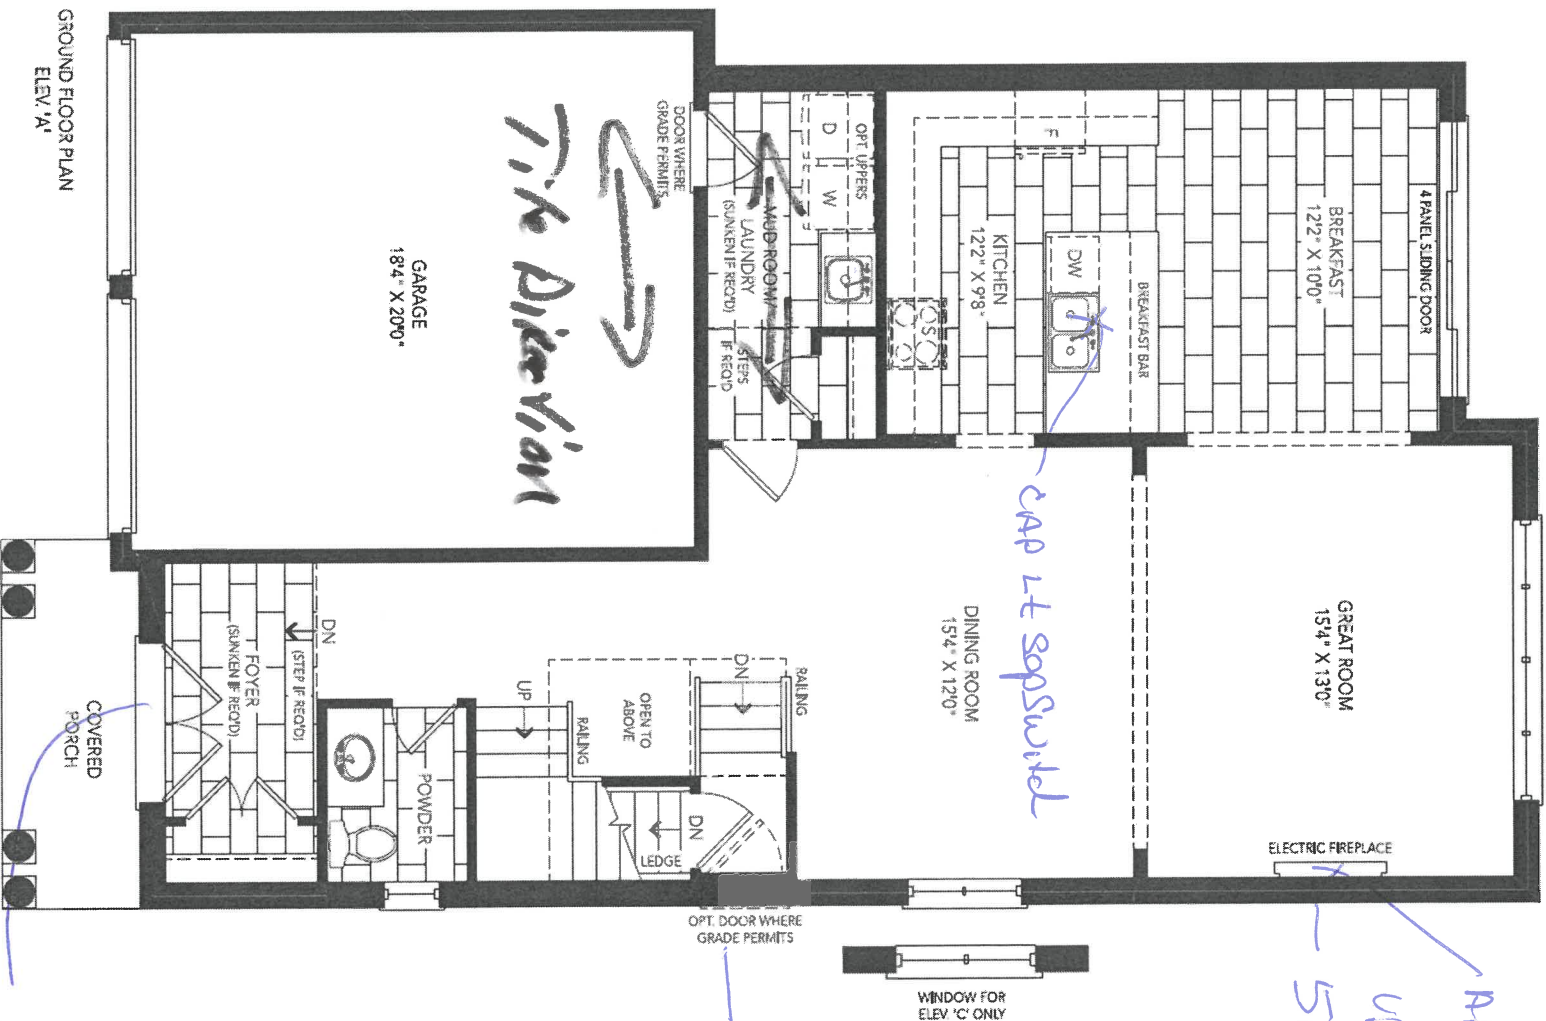 GROUND FLOOR PLAN
ELEV. 'A'
GARAGE
18'4" X 20'0"
DOOR WHERE
GRADE PERMITS
OPT. UPPERS
D
W
MUD ROOM/
LAUNDRY
(SUNKEN IF REQ'D)
STEPS
IF REQ'D
F
KITCHEN
12'2" X 9'8"
S
DW
BREAKFAST BAR
BREAKFAST
12'2" X 10'0"
4 PANEL SLIDING DOOR
GREAT ROOM
15'4" X 13'0"
ELECTRIC FIREPLACE
DINING ROOM
15'4" X 12'0"
RAILING
DN
OPEN TO
ABOVE
RAILING
UP
DN
LEDGE
POWDER
DN
(STEP IF REQ'D)
FOYER
(SUNKEN IF REQ'D)
COVERED
PORCH
OPT. DOOR WHERE
GRADE PERMITS
WINDOW FOR
ELEV. 'C' ONLY
CAP Lt
5